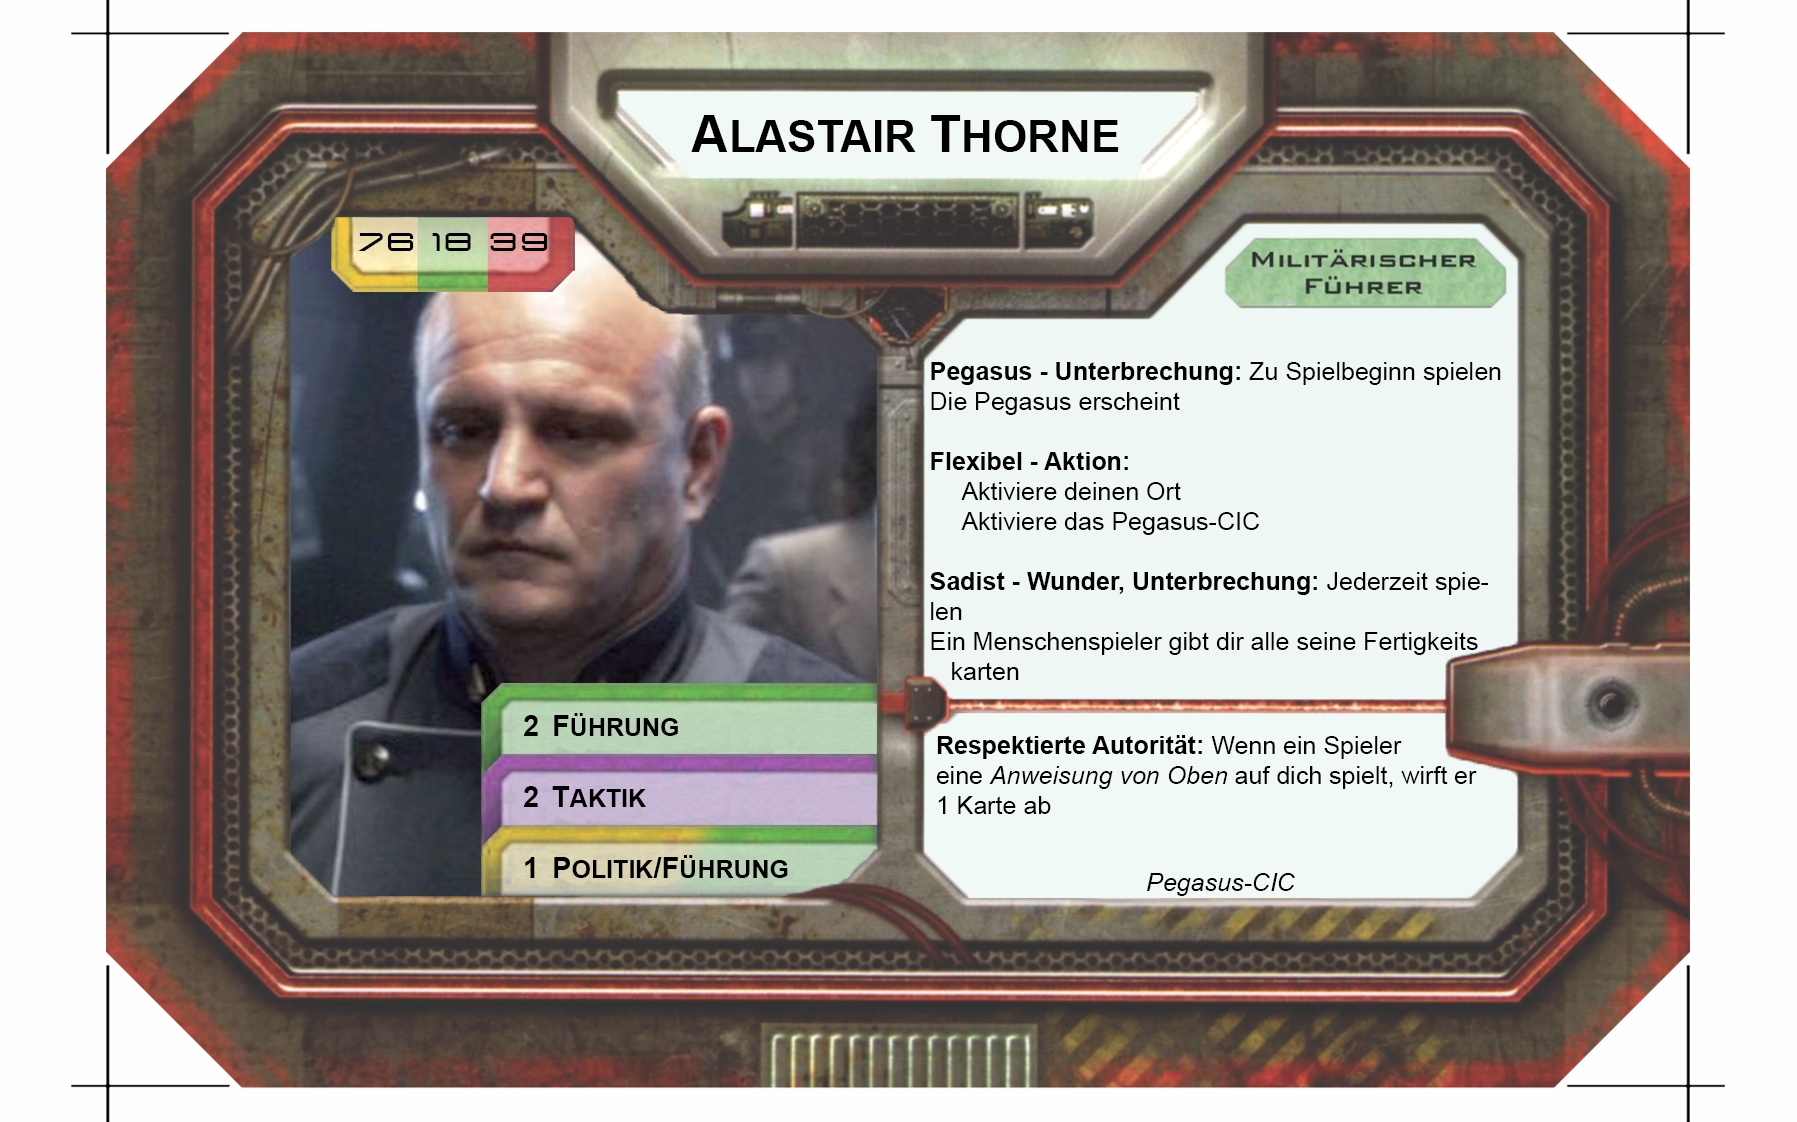 ALASTAIR THORNE
76 18 39
MILITÄRISCHER
FÜHRER
Pegasus - Unterbrechung: Zu Spielbeginn spielen
Die Pegasus erscheint
Flexibel - Aktion:
Aktiviere deinen Ort
Aktiviere das Pegasus-CIC
Sadist - Wunder, Unterbrechung: Jederzeit spie-
len
Ein Menschenspieler gibt dir alle seine Fertigkeits
karten
2 FÜHRUNG
2 TAKTIK
1 POLITIK/FÜHRUNG
Respektierte Autorität: Wenn ein Spieler
eine Anweisung von Oben auf dich spielt, wirft er
1 Karte ab
Pegasus-CIC